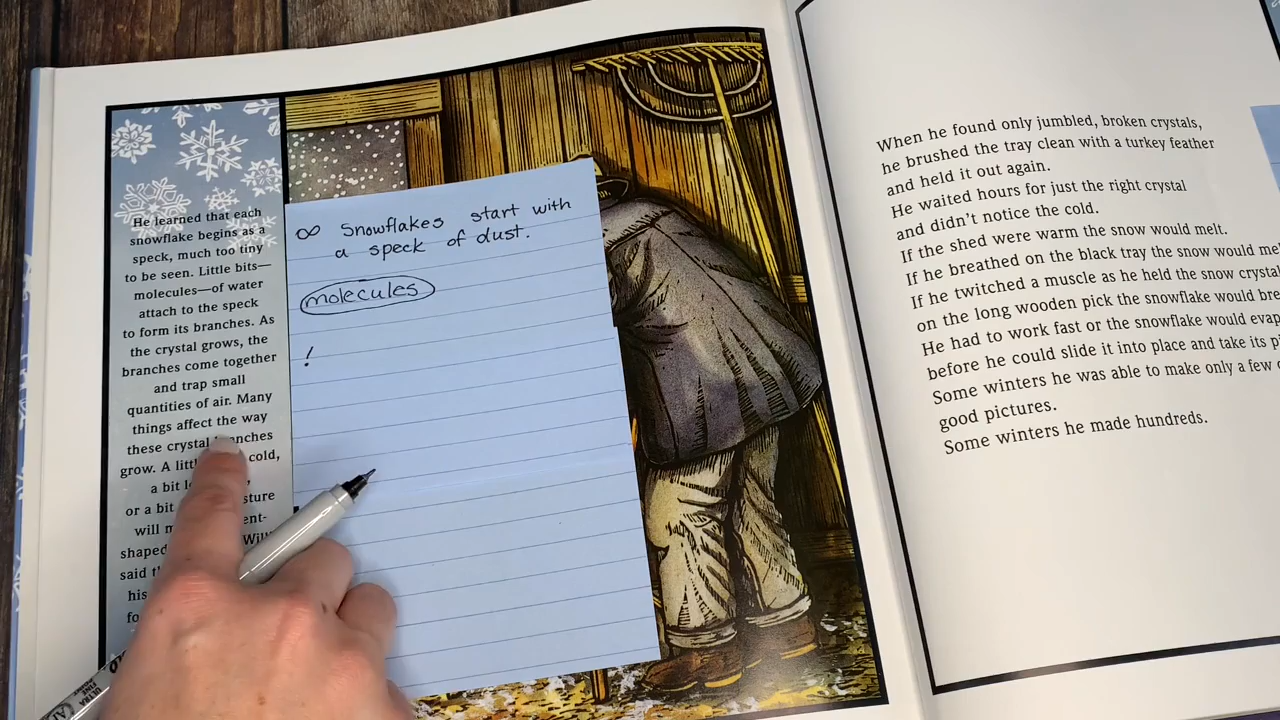 He learned that each
snowflake begins as a
speck, much too tiny
to be seen. Little bits—
molecules—of water
attach to the speck
to form its branches. As
the crystal grows, the
branches come together
and trap small
quantities of air. Many
things affect the way
these crystal branches
grow. A cold,
a bit
or a bit
will
shaped
said
his
∞ Snowflakes start with
a speck of dust.
molecules
!
When he found only jumbled, broken crystals,
he brushed the tray clean with a turkey feather
and held it out again.
He waited hours for just the right crystal
and didn't notice the cold.
If the shed were warm the snow would melt.
If he breathed on the black tray the snow would
If he twitched a muscle as he held the snow
on the long wooden pick the snowflake would
He had to work fast or the snowflake would
before he could slide it into place and take its
Some winters he was able to make only a few
good pictures.
Some winters he made hundreds.